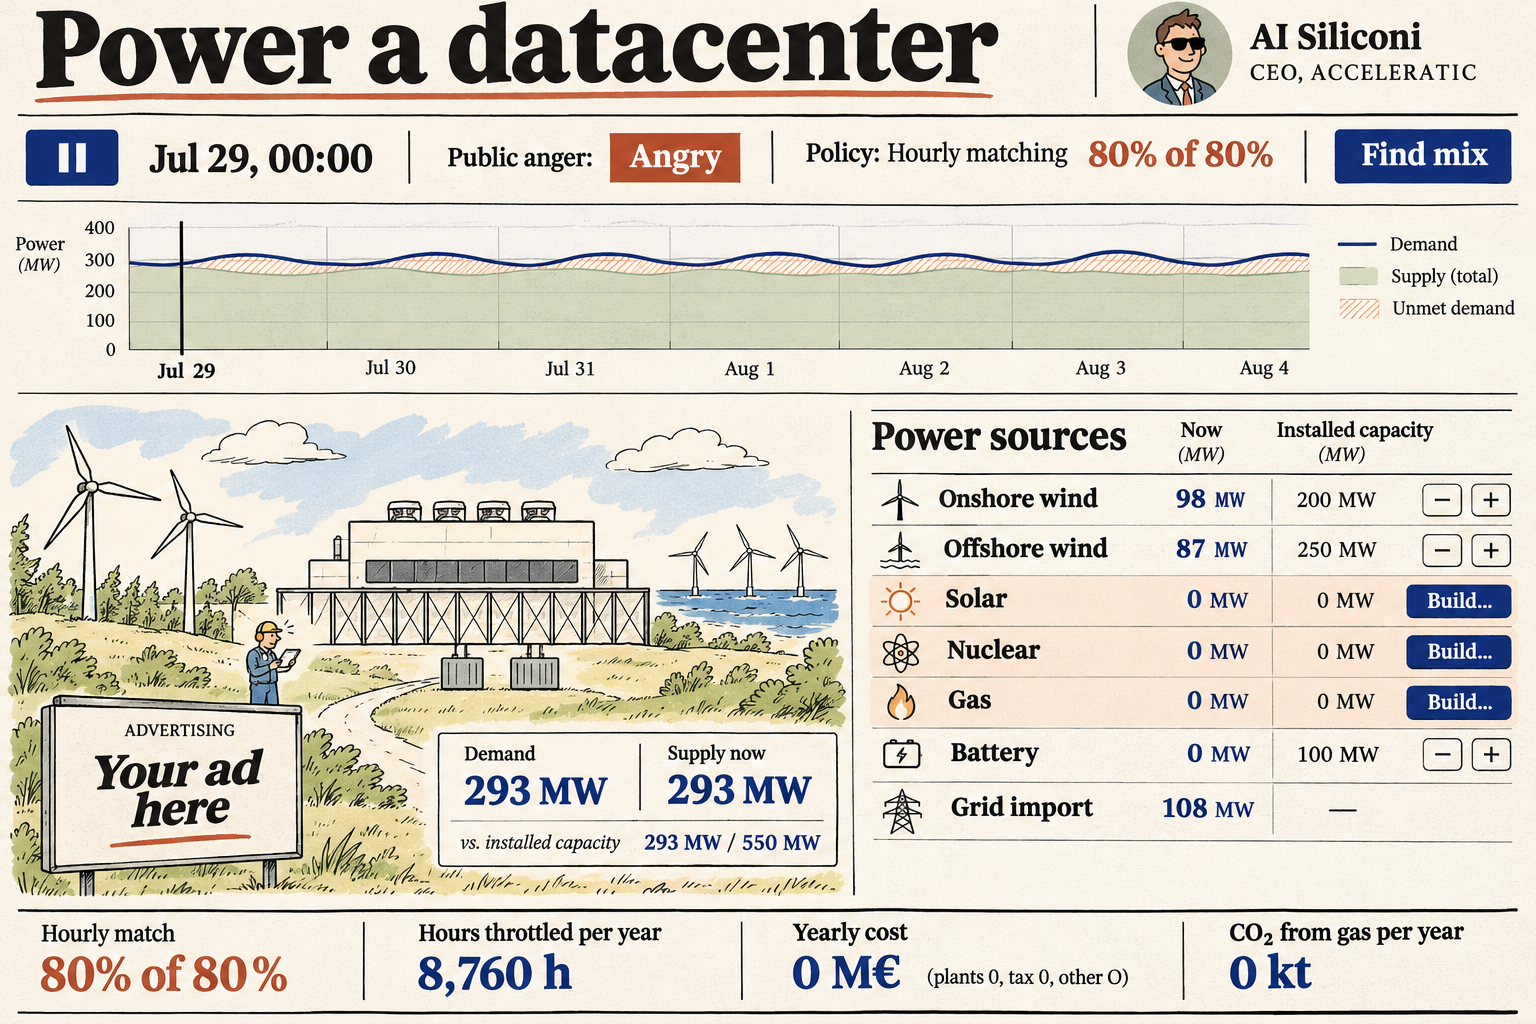 Power a datacenter
AI Siliconi
CEO, ACCELERATIC
Jul 29, 00:00
Public anger: Angry
Policy: Hourly matching 80% of 80%
Find mix
Power
(MW)
400
300
200
100
0
Jul 29 Jul 30 Jul 31 Aug 1 Aug 2 Aug 3 Aug 4
Demand
Supply (total)
Unmet demand
ADVERTISING
Your ad
here
Demand
293 MW
Supply now
293 MW
vs. installed capacity 293 MW / 550 MW
Power sources Now (MW) Installed capacity (MW)
Onshore wind 98 MW 200 MW − +
Offshore wind 87 MW 250 MW − +
Solar 0 MW 0 MW Build...
Nuclear 0 MW 0 MW Build...
Gas 0 MW 0 MW Build...
Battery 0 MW 100 MW − +
Grid import 108 MW —
Hourly match
80% of 80%
Hours throttled per year
8,760 h
Yearly cost
0 M€ (plants 0, tax 0, other O)
CO₂ from gas per year
0 kt